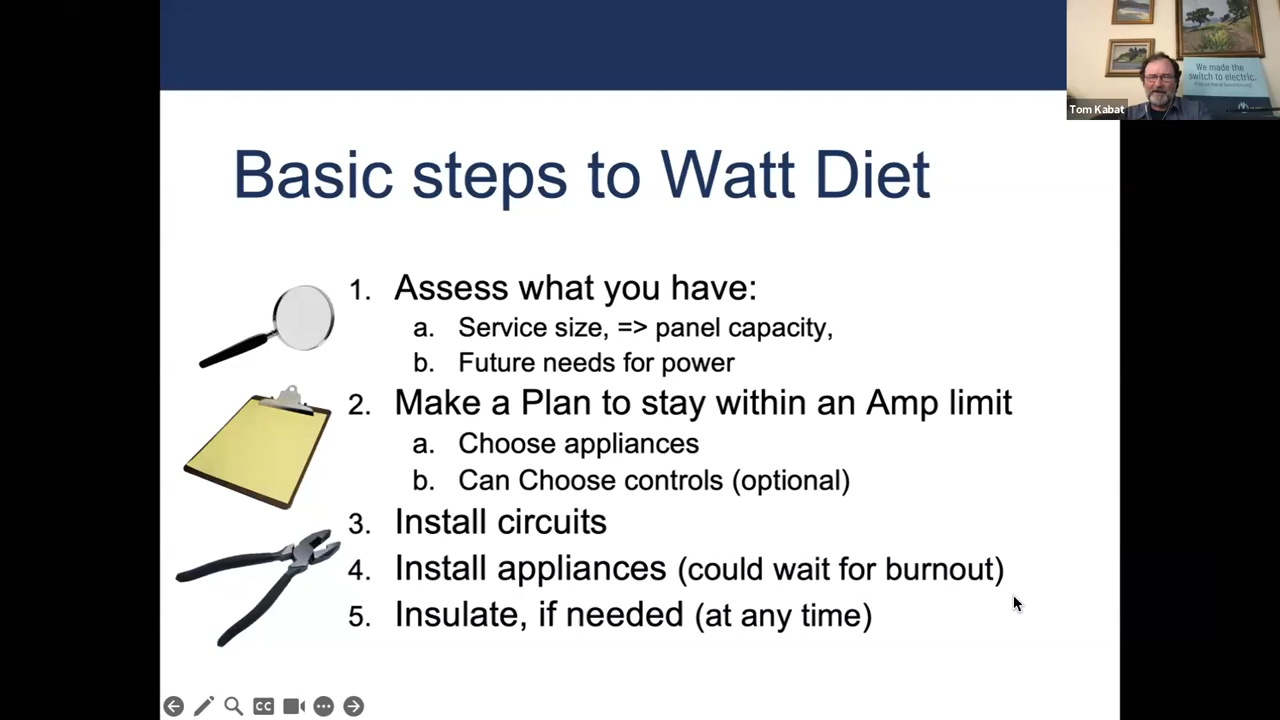 We made the
switch to electric.
Tom Kabat
Basic steps to Watt Diet
1. Assess what you have:
a. Service size, => panel capacity,
b. Future needs for power
2. Make a Plan to stay within an Amp limit
a. Choose appliances
b. Can Choose controls (optional)
3. Install circuits
4. Install appliances (could wait for burnout)
5. Insulate, if needed (at any time)
CC